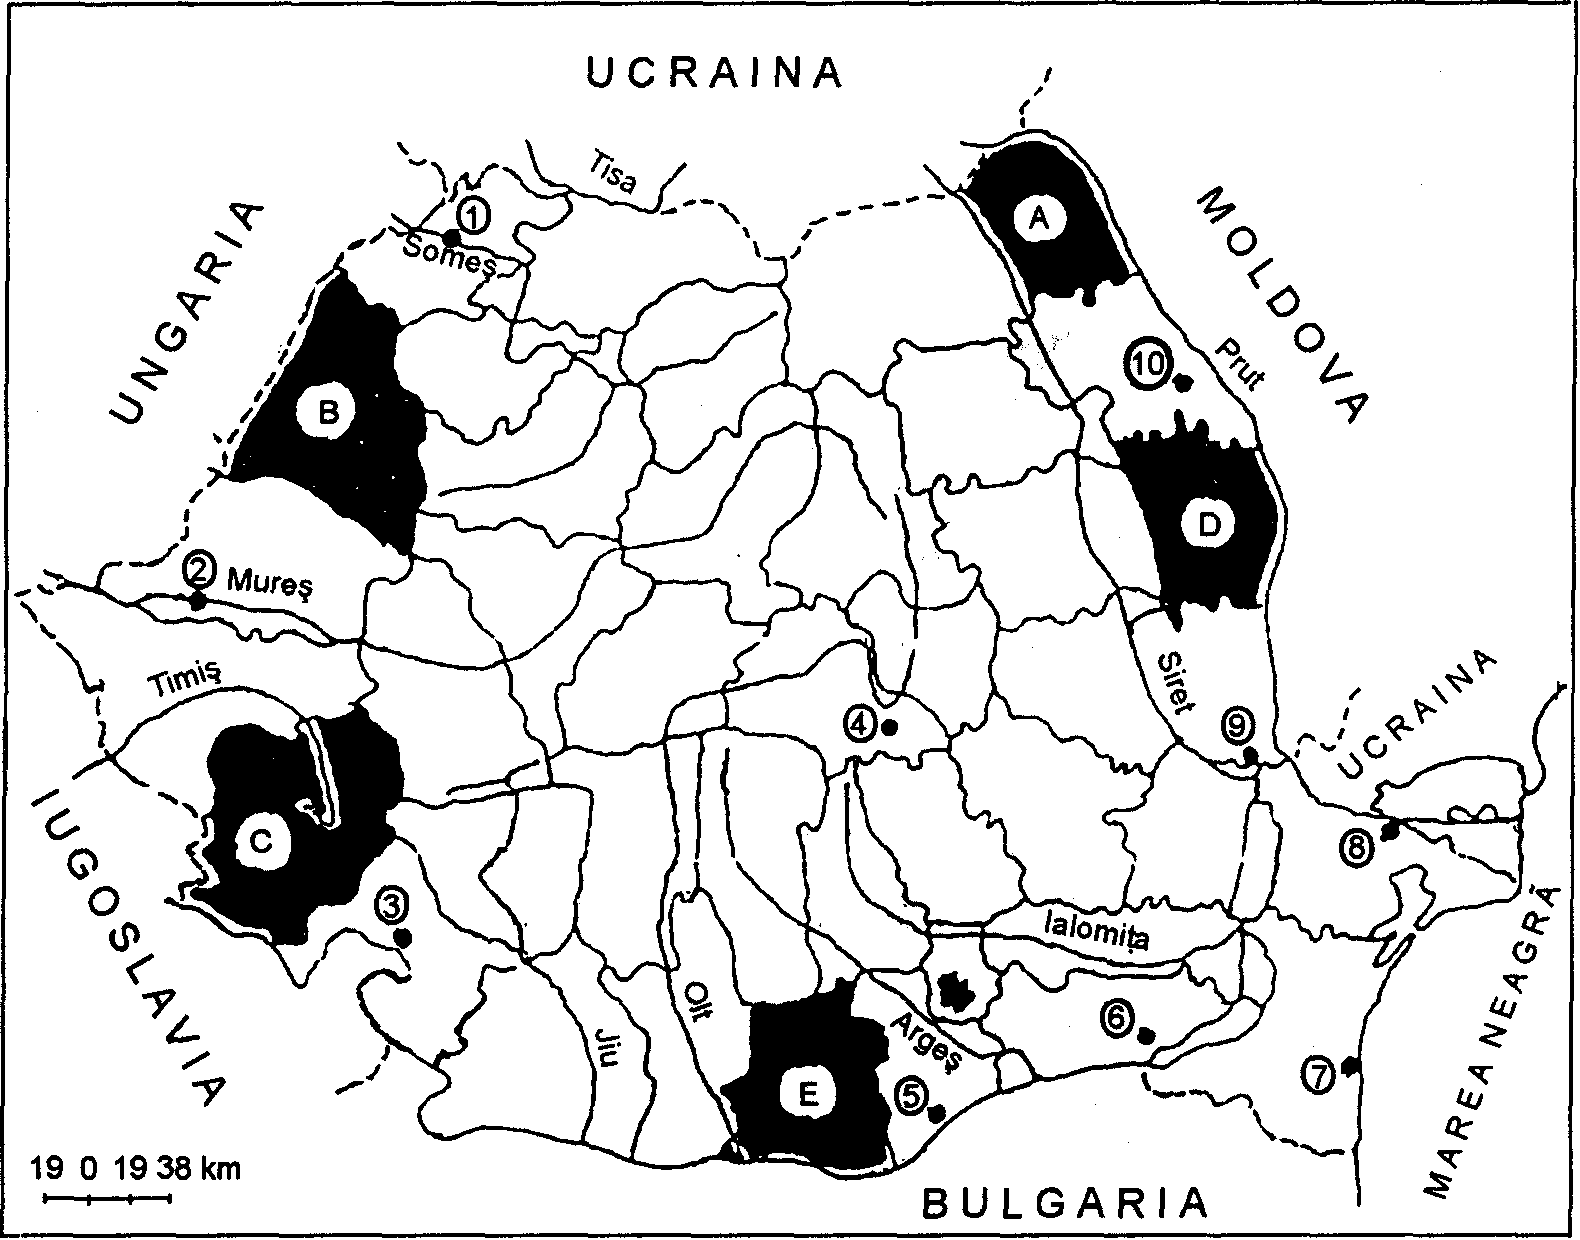 UCRAINA
Tisa
UNGARIA
1
Someș
A
MOLDOVA
10
Prut
B
D
2
Mureș
Timiș
Siret
4
9
UCRAINA
IUGOSLAVIA
C
8
3
Ialomița
MAREA NEAGRĂ
Olt
Jiu
Argeș
6
7
E
5
19 0 19 38 km
BULGARIA